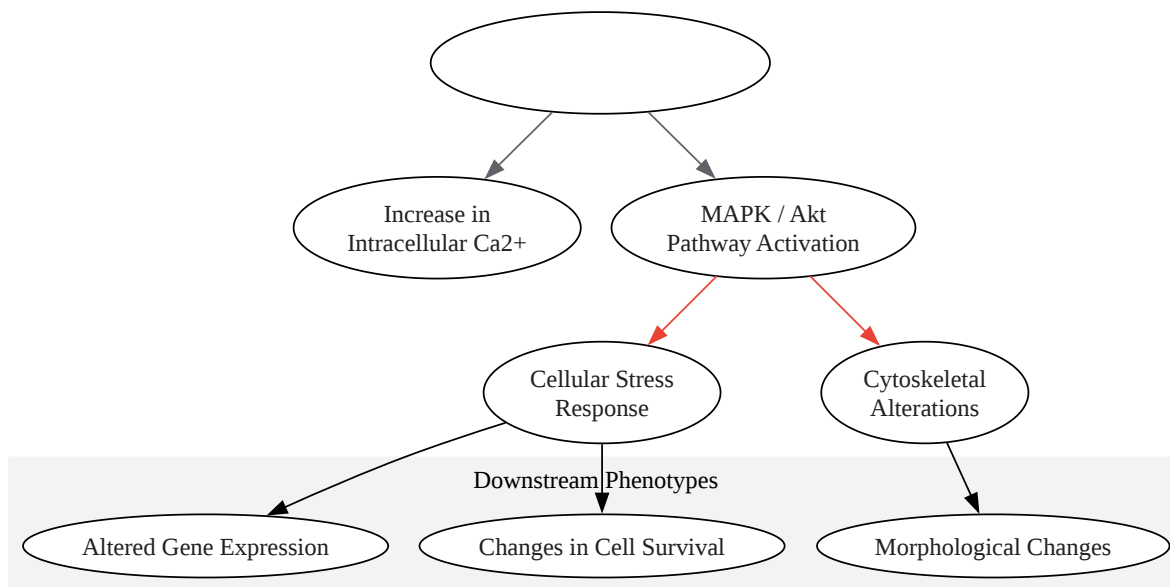 Increase in
Intracellular Ca2+
MAPK / Akt
Pathway Activation
Cellular Stress
Response
Cytoskeletal
Alterations
Downstream Phenotypes
Altered Gene Expression
Changes in Cell Survival
Morphological Changes